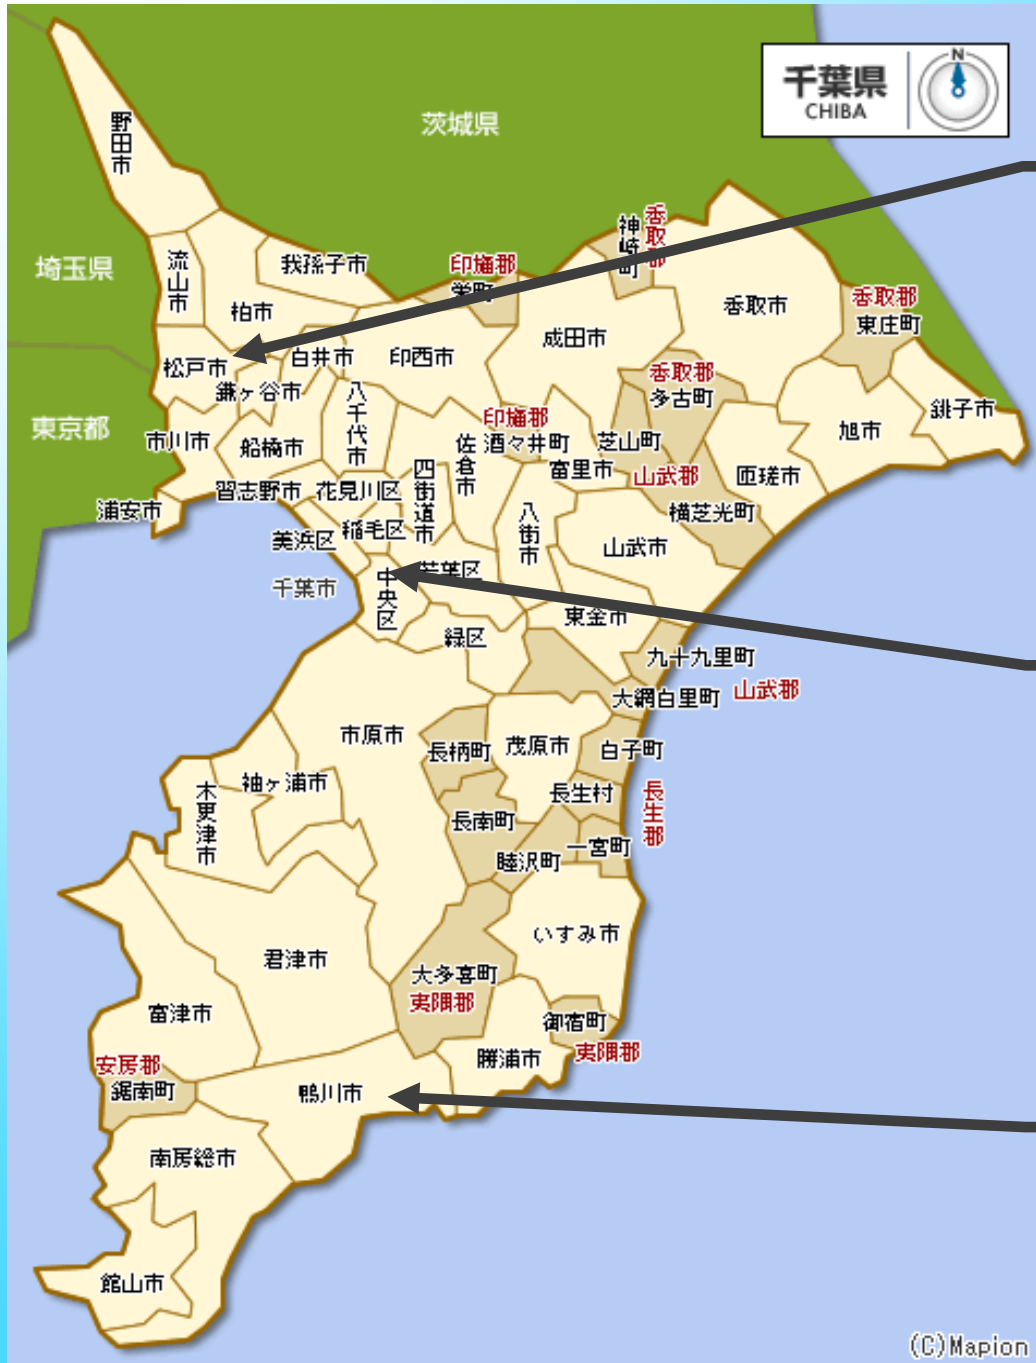 千葉県
CHIBA
N
茨城県
埼玉県
東京都
野田市
流山市
柏市
我孫子市
印旛郡
栄町
神崎町
香取郡
香取市
香取郡
東庄町
成田市
松戸市
鎌ヶ谷市
白井市
印西市
香取郡
多古町
銚子市
旭市
市川市
船橋市
八千代市
佐倉市
印旛郡
酒々井町
富里市
芝山町
山武郡
匝瑳市
横芝光町
浦安市
習志野市
花見川区
四街道市
八街市
山武市
美浜区
稲毛区
千葉市
中央区
若葉区
緑区
東金市
九十九里町
大網白里町
山武郡
市原市
長柄町
茂原市
白子町
袖ヶ浦市
木更津市
長南町
長生村
長生郡
睦沢町
一宮町
いすみ市
君津市
大多喜町
夷隅郡
富津市
御宿町
夷隅郡
勝浦市
安房郡
鋸南町
鴨川市
南房総市
館山市
(C)Mapion